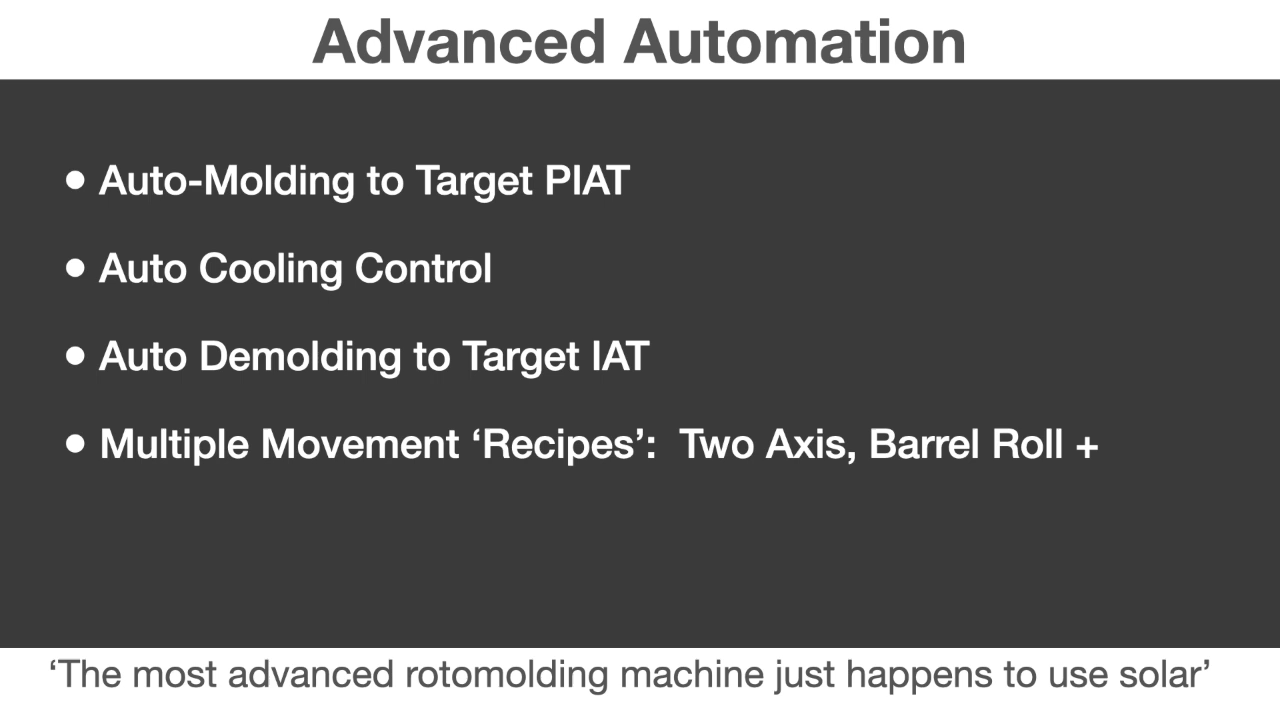 Advanced Automation
• Auto-Molding to Target PIAT
• Auto Cooling Control
• Auto Demolding to Target IAT
• Multiple Movement ‘Recipes’:  Two Axis, Barrel Roll +
‘The most advanced rotomolding machine just happens to use solar’